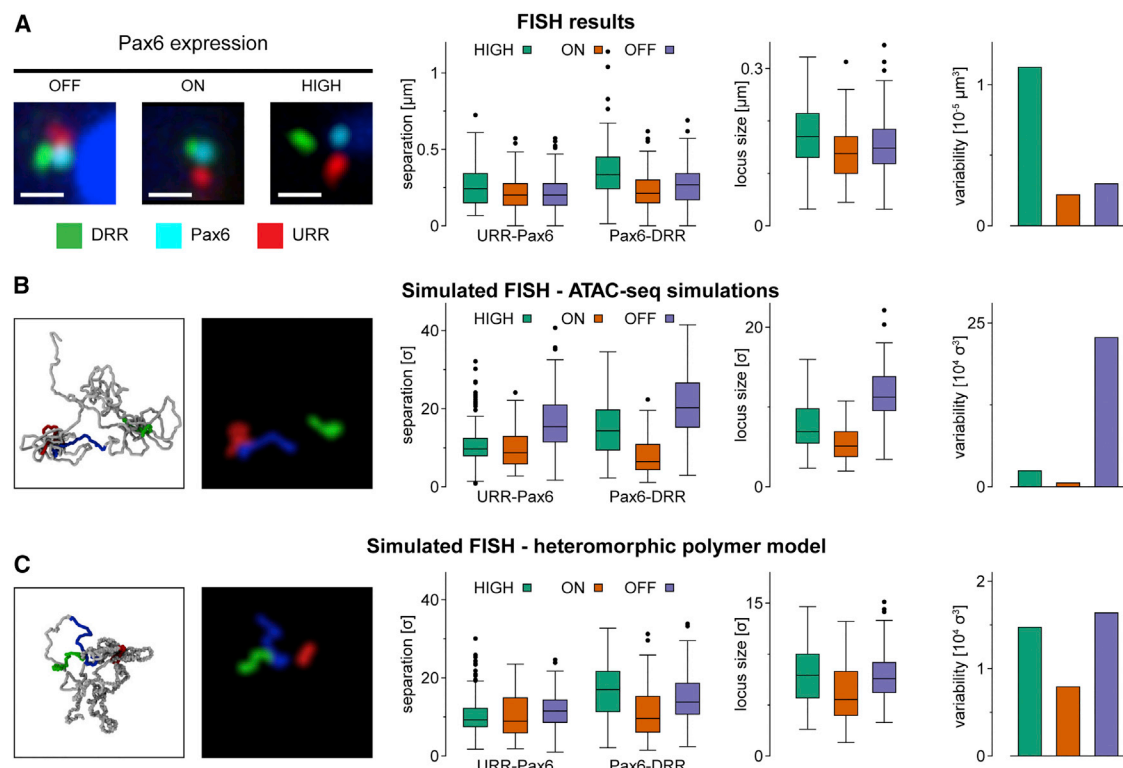 A
FISH results
Pax6 expression
OFF ON HIGH
DRR Pax6 URR
HIGH ON OFF
separation [μm]
1
0.5
0
URR-Pax6 Pax6-DRR
locus size [μm]
0.3
0
variability [10⁻⁵ μm³]
1
0
B
Simulated FISH - ATAC-seq simulations
HIGH ON OFF
separation [σ]
40
20
0
URR-Pax6 Pax6-DRR
locus size [σ]
20
0
variability [10⁴ σ³]
25
0
C
Simulated FISH - heteromorphic polymer model
HIGH ON OFF
separation [σ]
40
20
0
URR-Pax6 Pax6-DRR
locus size [σ]
15
0
variability [10⁴ σ³]
2
1
0